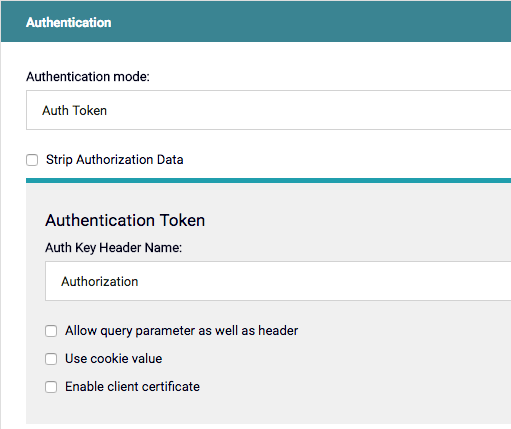 Authentication
Authentication mode:
Auth Token
Strip Authorization Data
Authentication Token
Auth Key Header Name:
Authorization
Allow query parameter as well as header
Use cookie value
Enable client certificate